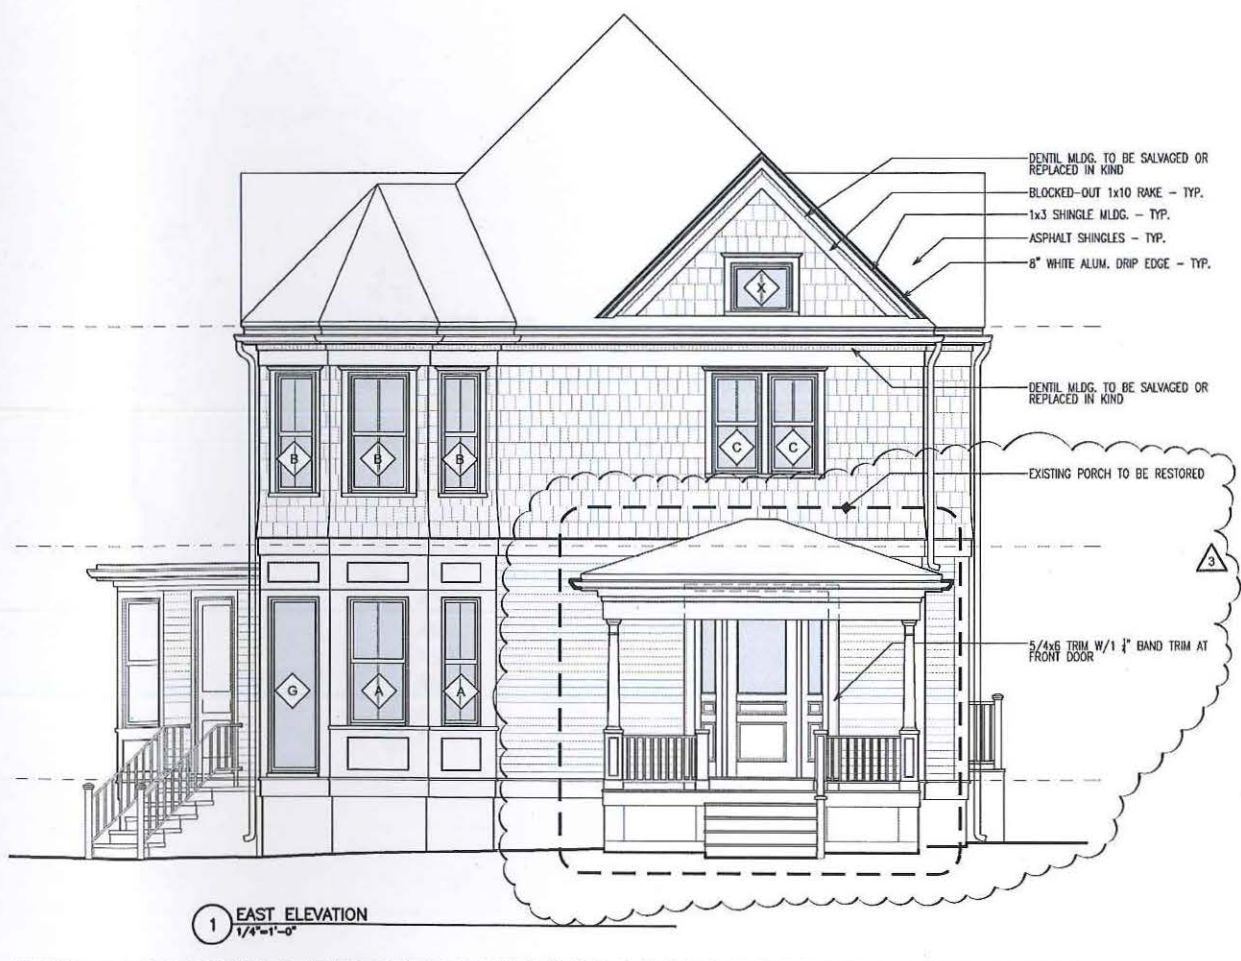 DENTIL MLDG. TO BE SALVAGED OR
REPLACED IN KIND
BLOCKED-OUT 1x10 RAKE - TYP.
1x3 SHINGLE MLDG. - TYP.
ASPHALT SHINGLES - TYP.
8" WHITE ALUM. DRIP EDGE - TYP.
X
DENTIL MLDG. TO BE SALVAGED OR
REPLACED IN KIND
B B B C C
EXISTING PORCH TO BE RESTORED
3
5/4x6 TRIM W/1 ¼" BAND TRIM AT
FRONT DOOR
G A A
1 EAST ELEVATION
1/4"=1'-0"